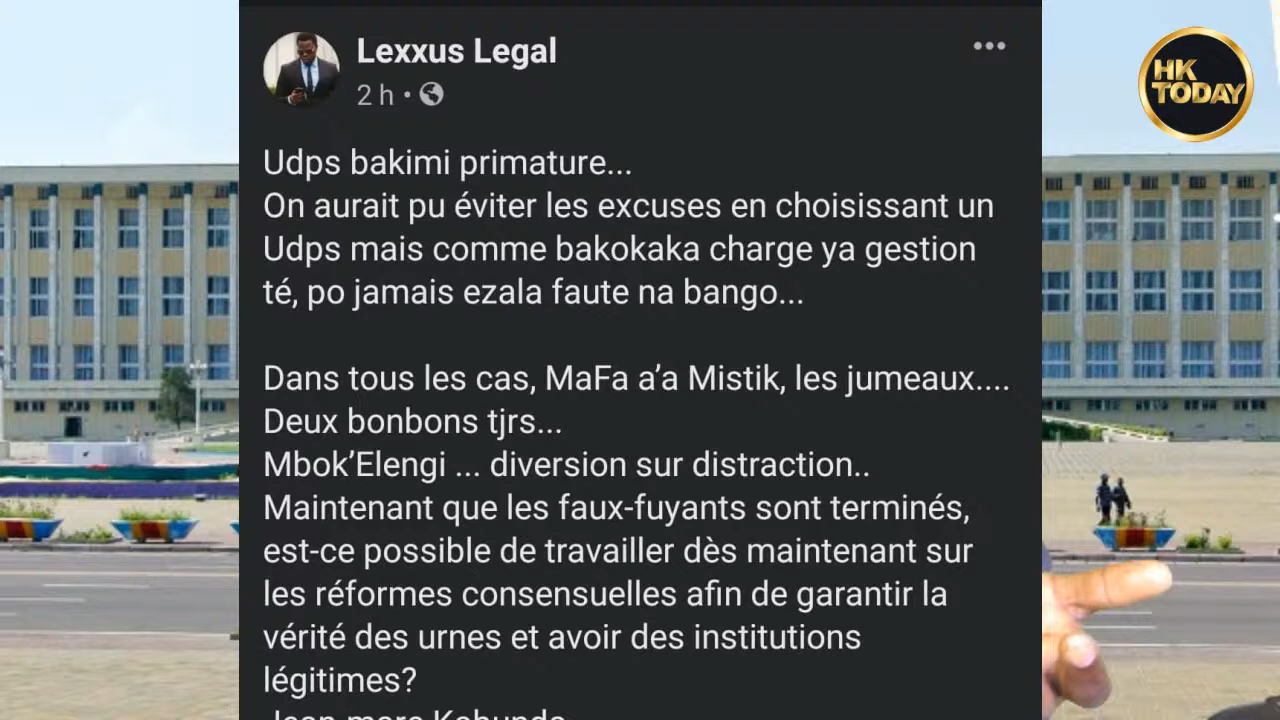 Lexxus Legal
2 h
HK
TODAY
Udps bakimi primature...
On aurait pu éviter les excuses en choisissant un
Udps mais comme bakokaka charge ya gestion
té, po jamais ezala faute na bango...
Dans tous les cas, MaFa a’a Mistik, les jumeaux....
Deux bonbons tjrs...
Mbok’Elengi ... diversion sur distraction..
Maintenant que les faux-fuyants sont terminés,
est-ce possible de travailler dès maintenant sur
les réformes consensuelles afin de garantir la
vérité des urnes et avoir des institutions
légitimes?